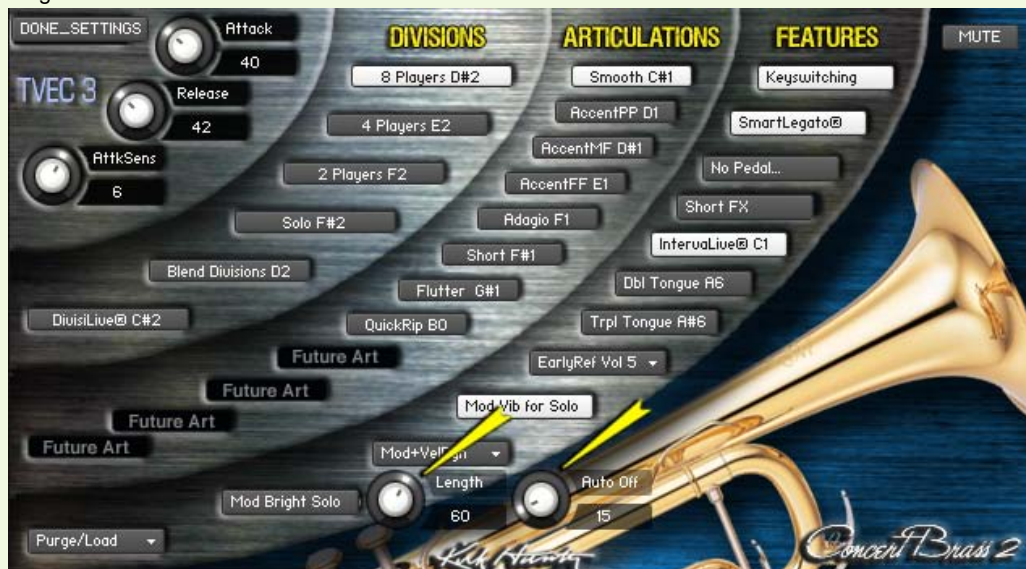 DONE_SETTINGS
Attack
40
DIVISIONS
ARTICULATIONS
FEATURES
MUTE
TVEC 3
Release
42
AttkSens
6
8 Players D#2
4 Players E2
2 Players F2
Solo F#2
Blend Divisions D2
DivisiLive® C#2
Smooth C#1
AccentPP D1
AccentMF D#1
AccentFF E1
Adagio F1
Short F#1
Flutter G#1
QuickRip B0
Future Art
Future Art
Future Art
Future Art
Keyswitching
SmartLegato®
No Pedal...
Short FX
IntervaLive® C1
Dbl Tongue A6
Trpl Tongue A#6
EarlyRef Vol 5
Mod Vib for Solo
Mod+VelDyn
Mod Bright Solo
Length
60
Auto Off
15
Purge/Load
Kirk Hunter
Concert Brass 2